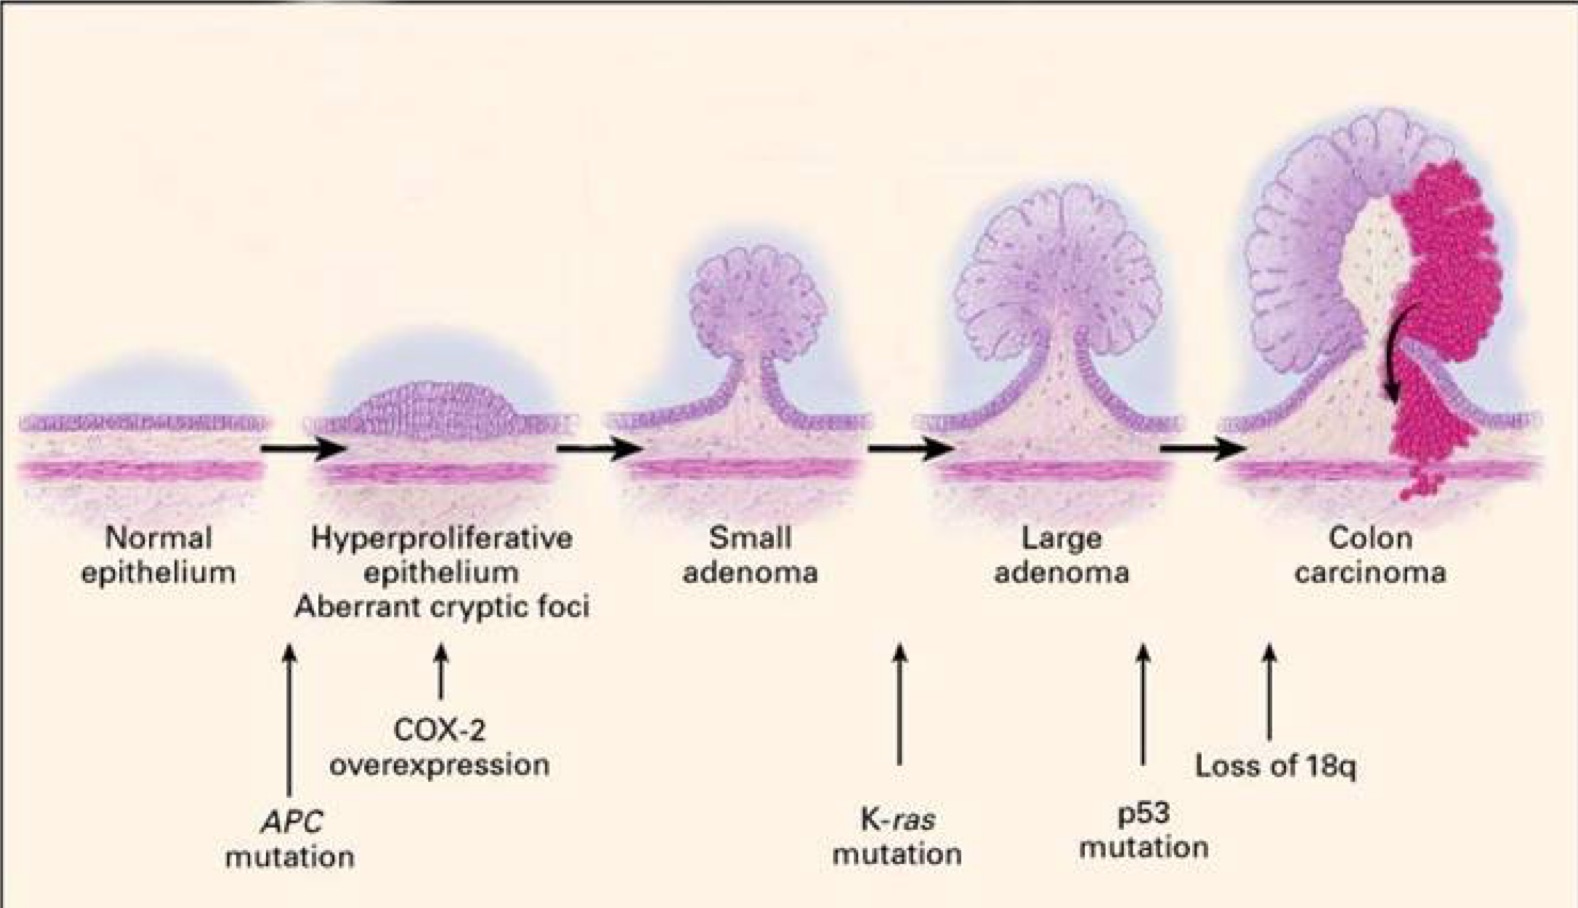 Normal
epithelium
Hyperproliferative
epithelium
Aberrant cryptic foci
Small
adenoma
Large
adenoma
Colon
carcinoma
APC
mutation
COX-2
overexpression
K-ras
mutation
p53
mutation
Loss of 18q